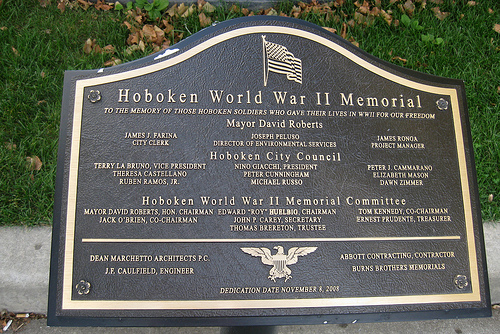 Hoboken World War II Memorial
TO THE MEMORY OF THOSE HOBOKEN SOLDIERS WHO GAVE THEIR LIVES IN WWII FOR OUR FREEDOM
Mayor David Roberts
JAMES J. FARINA JOSEPH PELUSO JAMES RONGA
CITY CLERK DIRECTOR OF ENVIRONMENTAL SERVICES PROJECT MANAGER
Hoboken City Council
TERRY LA BRUNO, VICE PRESIDENT NINO GIACCHI, PRESIDENT PETER J. CAMMARANO
THERESA CASTELLANO PETER CUNNINGHAM ELIZABETH MASON
RUBEN RAMOS, JR. MICHAEL RUSSO DAWN ZIMMER
Hoboken World War II Memorial Committee
MAYOR DAVID ROBERTS, HON. CHAIRMAN EDWARD "ROY" HUELBIG, CHAIRMAN TOM KENNEDY, CO-CHAIRMAN
JACK O'BRIEN, CO-CHAIRMAN JOHN P. CAREY, SECRETARY ERNEST PRUDENTE, TREASURER
THOMAS BRERETON, TRUSTEE
DEAN MARCHETTO ARCHITECTS P.C. ABBOTT CONTRACTING, CONTRACTOR
J.F. CAULFIELD, ENGINEER BURNS BROTHERS MEMORIALS
DEDICATION DATE NOVEMBER 8, 2008